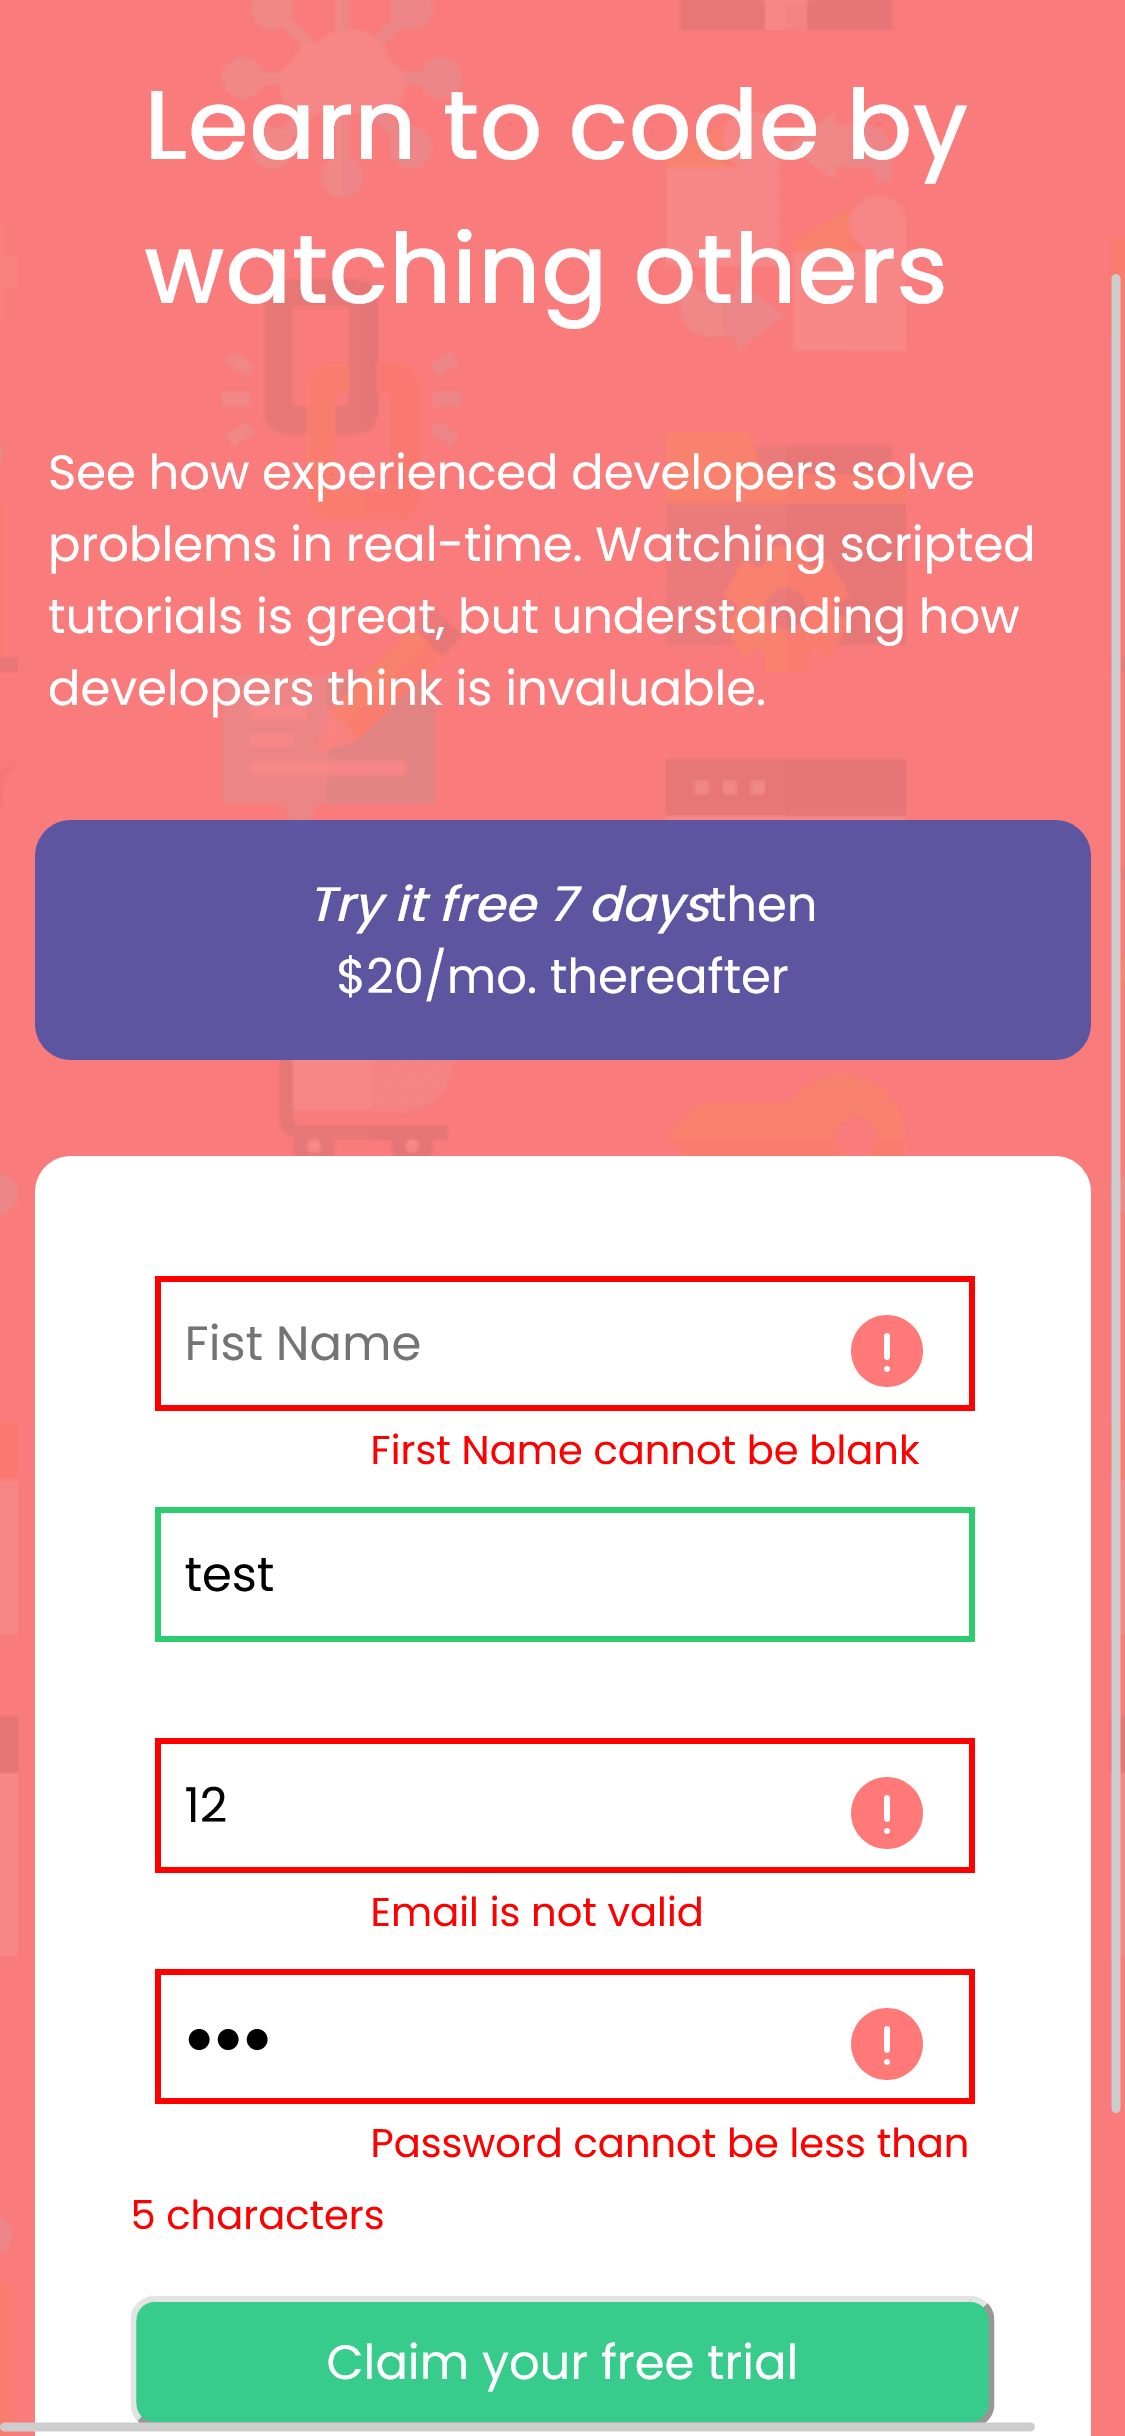 Learn to code by
watching others
See how experienced developers solve
problems in real-time. Watching scripted
tutorials is great, but understanding how
developers think is invaluable.
Try it free 7 daysthen
$20/mo. thereafter
Fist Name
First Name cannot be blank
test
12
Email is not valid
•••
Password cannot be less than
5 characters
Claim your free trial